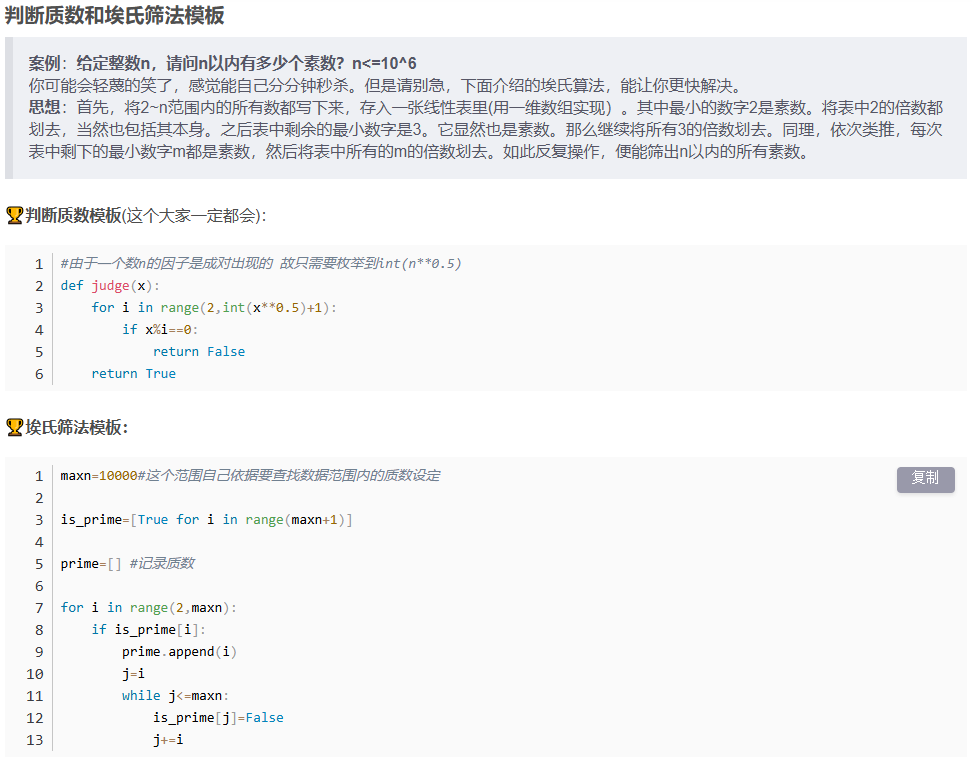 判断质数和埃氏筛法模板
案例：给定整数n，请问n以内有多少个素数？n<=10^6
你可能会轻蔑的笑了，感觉能自己分分钟秒杀。但是请别急，下面介绍的埃氏算法，能让你更快解决。
思想：首先，将2~n范围内的所有数都写下来，存入一张线性表里(用一维数组实现）。其中最小的数字2是素数。将表中2的倍数都
划去，当然也包括其本身。之后表中剩余的最小数字是3。它显然也是素数。那么继续将所有3的倍数划去。同理，依次类推，每次
表中剩下的最小数字m都是素数，然后将表中所有的m的倍数划去。如此反复操作，便能筛出n以内的所有素数。
🏆判断质数模板(这个大家一定都会)：
1 #由于一个数n的因子是成对出现的 故只需要枚举到int(n**0.5)
2 def judge(x):
3     for i in range(2,int(x**0.5)+1):
4         if x%i==0:
5             return False
6     return True
🏆埃氏筛法模板：
1 maxn=10000#这个范围自己依据要查找数据范围内的质数设定
复制
2
3 is_prime=[True for i in range(maxn+1)]
4
5 prime=[] #记录质数
6
7 for i in range(2,maxn):
8     if is_prime[i]:
9         prime.append(i)
10         j=i
11         while j<=maxn:
12             is_prime[j]=False
13             j+=i